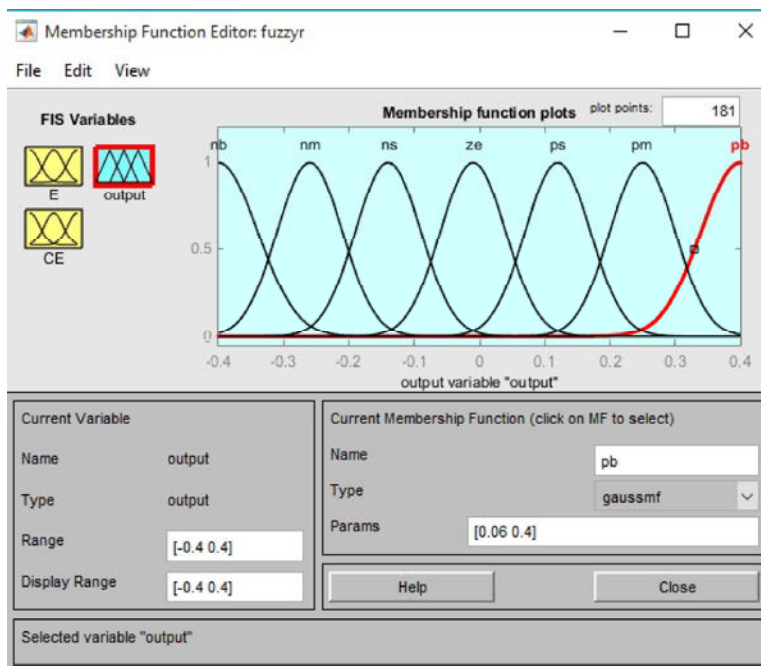 Membership Function Editor: fuzzyr
File Edit View
FIS Variables
E
output
CE
Membership function plots
plot points:
181
nb nm ns ze ps pm pb
1
0.5
0
-0.4 -0.3 -0.2 -0.1 0 0.1 0.2 0.3 0.4
output variable "output"
Current Variable
Name output
Type output
Range [-0.4 0.4]
Display Range [-0.4 0.4]
Current Membership Function (click on MF to select)
Name pb
Type gaussmf
Params [0.06 0.4]
Help Close
Selected variable "output"